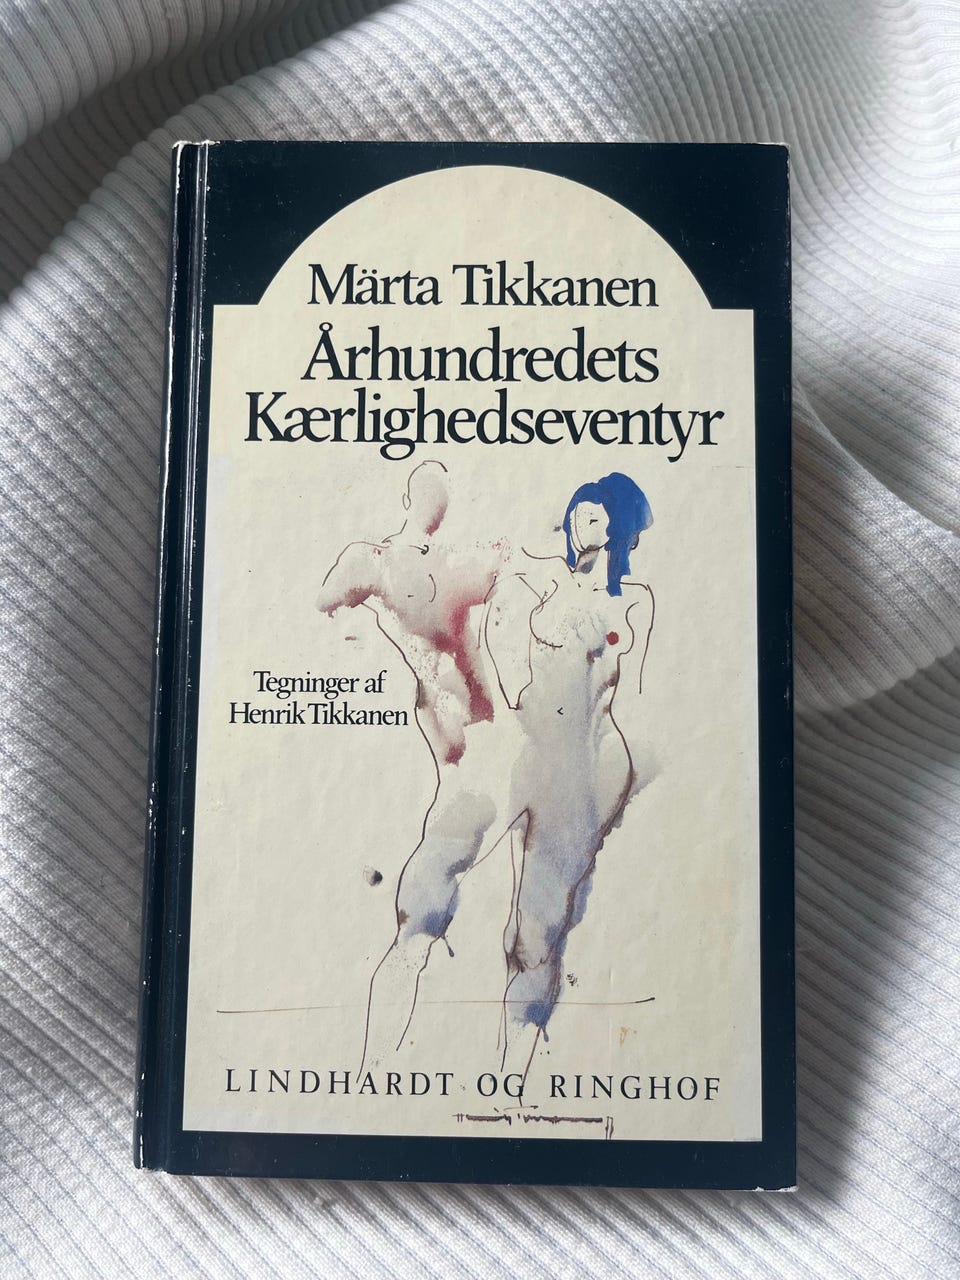 Märta Tikkanen
Århundredets
Kærlighedseventyr
Tegninger af
Henrik Tikkanen
LINDHARDT OG RINGHOF